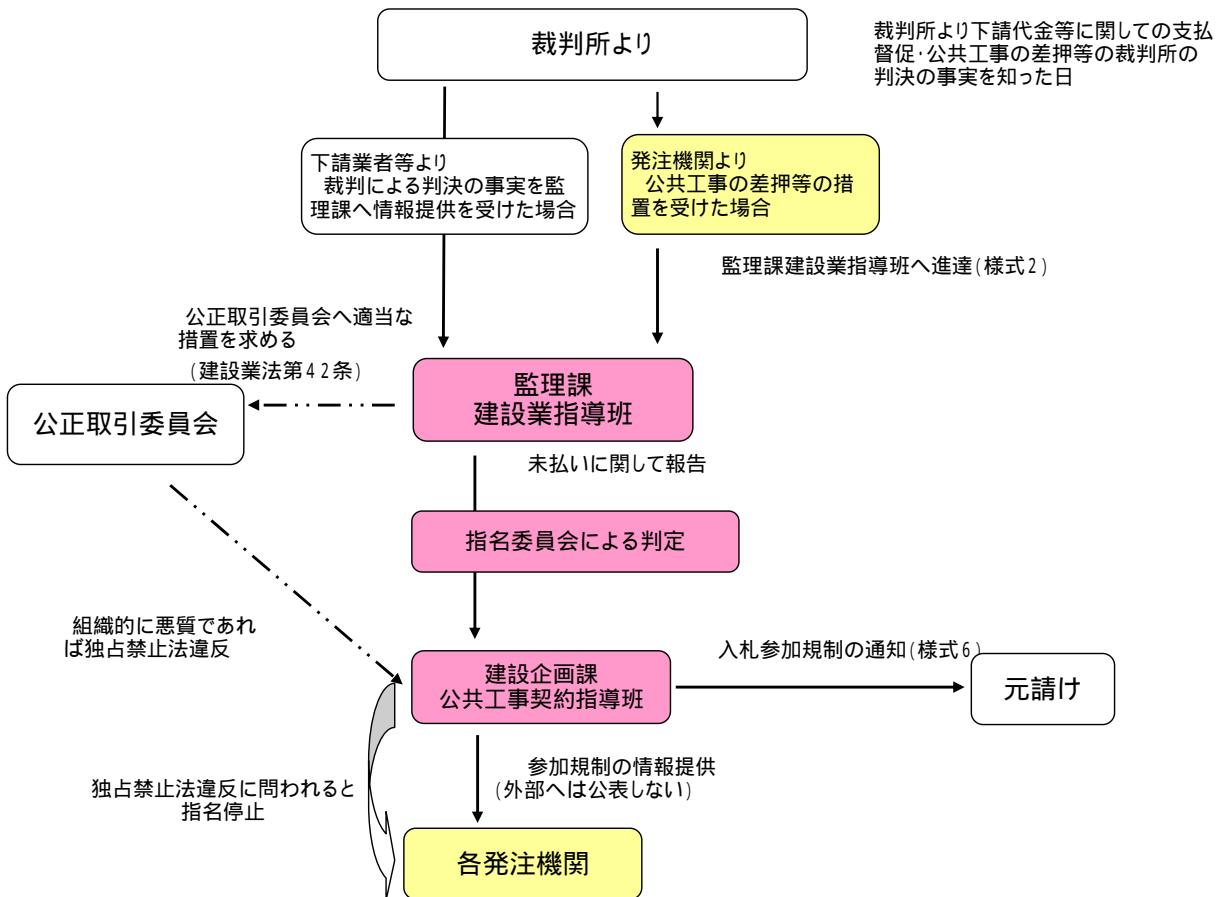 裁判所より
裁判所より下請代金等に関しての支払
督促・公共工事の差押等の裁判所の
判決の事実を知った日
下請業者等より
裁判による判決の事実を監
理課へ情報提供を受けた場合
発注機関より
公共工事の差押等の措
置を受けた場合
監理課建設業指導班へ進達(様式2)
公正取引委員会へ適当な
措置を求める
(建設業法第42条)
監理課
建設業指導班
公正取引委員会
未払いに関して報告
指名委員会による判定
組織的に悪質であれ
ば独占禁止法違反
入札参加規制の通知(様式6)
建設企画課
公共工事契約指導班
元請け
参加規制の情報提供
(外部へは公表しない)
独占禁止法違反に問われると
指名停止
各発注機関